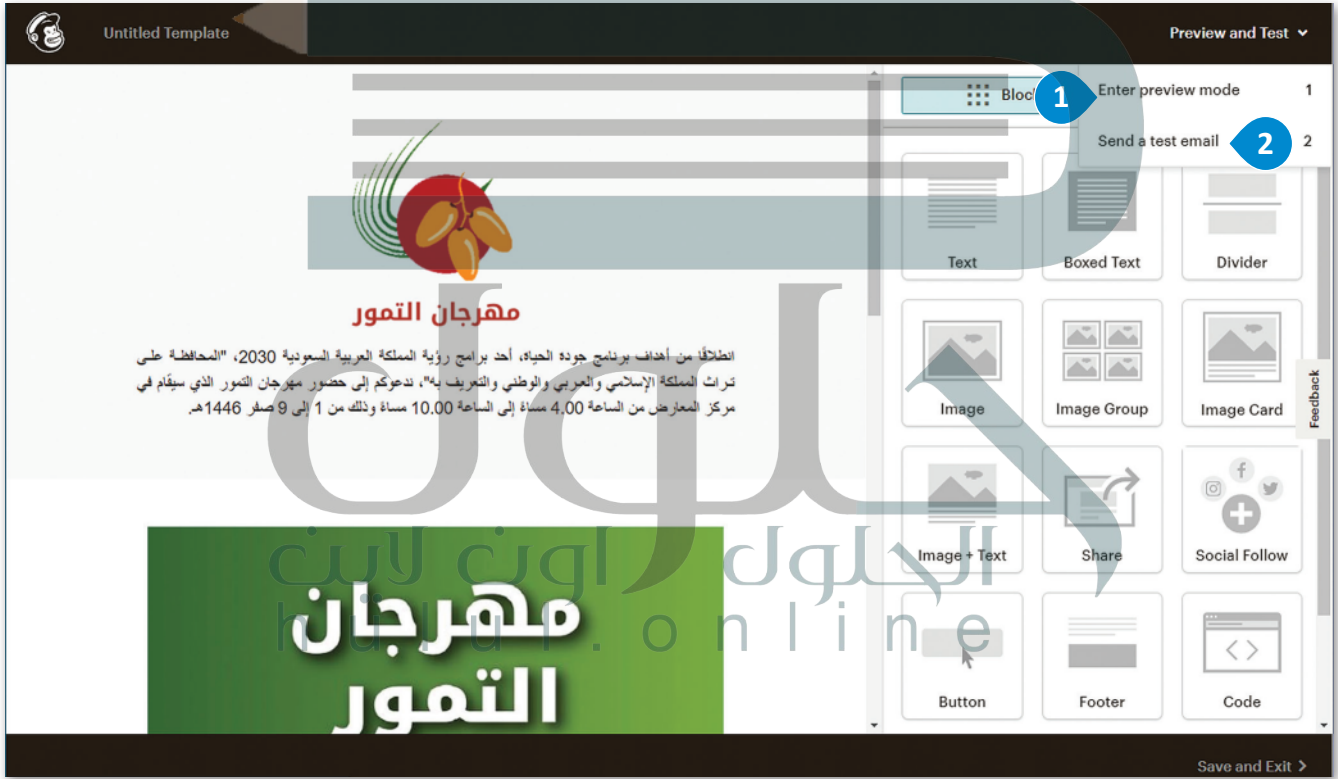 Untitled Template
Preview and Test
Enter preview mode 1
1
Send a test email 2
2
مهرجان التمور
انطلاقًا من أهداف برنامج جودة الحياة، أحد برامج رؤية المملكة العربية السعودية 2030، "المحافظة على
تراث المملكة الإسلامي والعربي والوطني والتعريف به"، ندعوكم إلى حضور مهرجان التمور الذي سيقام في
مركز المعارض من الساعة 4.00 مساءً إلى الساعة 10.00 مساءً وذلك من 1 إلى 9 صفر 1446هـ.
مهرجان
التمور
Text
Boxed Text
Divider
Image
Image Group
Image Card
Feedback
Image + Text
Share
Social Follow
Button
Footer
Code
Save and Exit
حلول
الحلول اون لاين
hulul.online